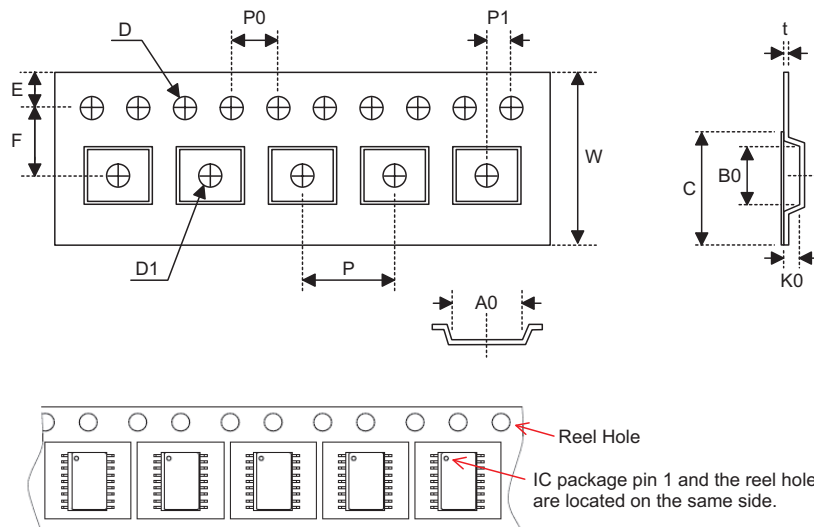 D
P0
P1
t
E
F
W
C
B0
D1
P
K0
A0
Reel Hole
IC package pin 1 and the reel hole
are located on the same side.